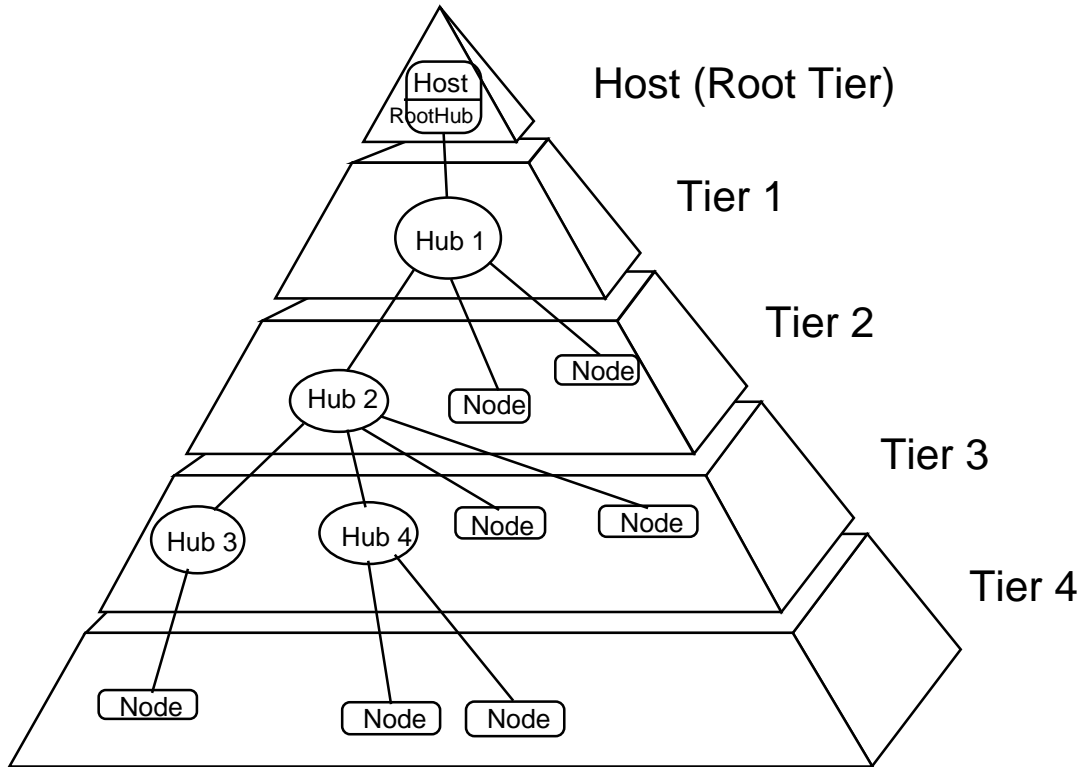 Host
RootHub
Host (Root Tier)
Tier 1
Hub 1
Tier 2
Node
Hub 2
Node
Tier 3
Node
Node
Hub 3
Hub 4
Tier 4
Node
Node
Node